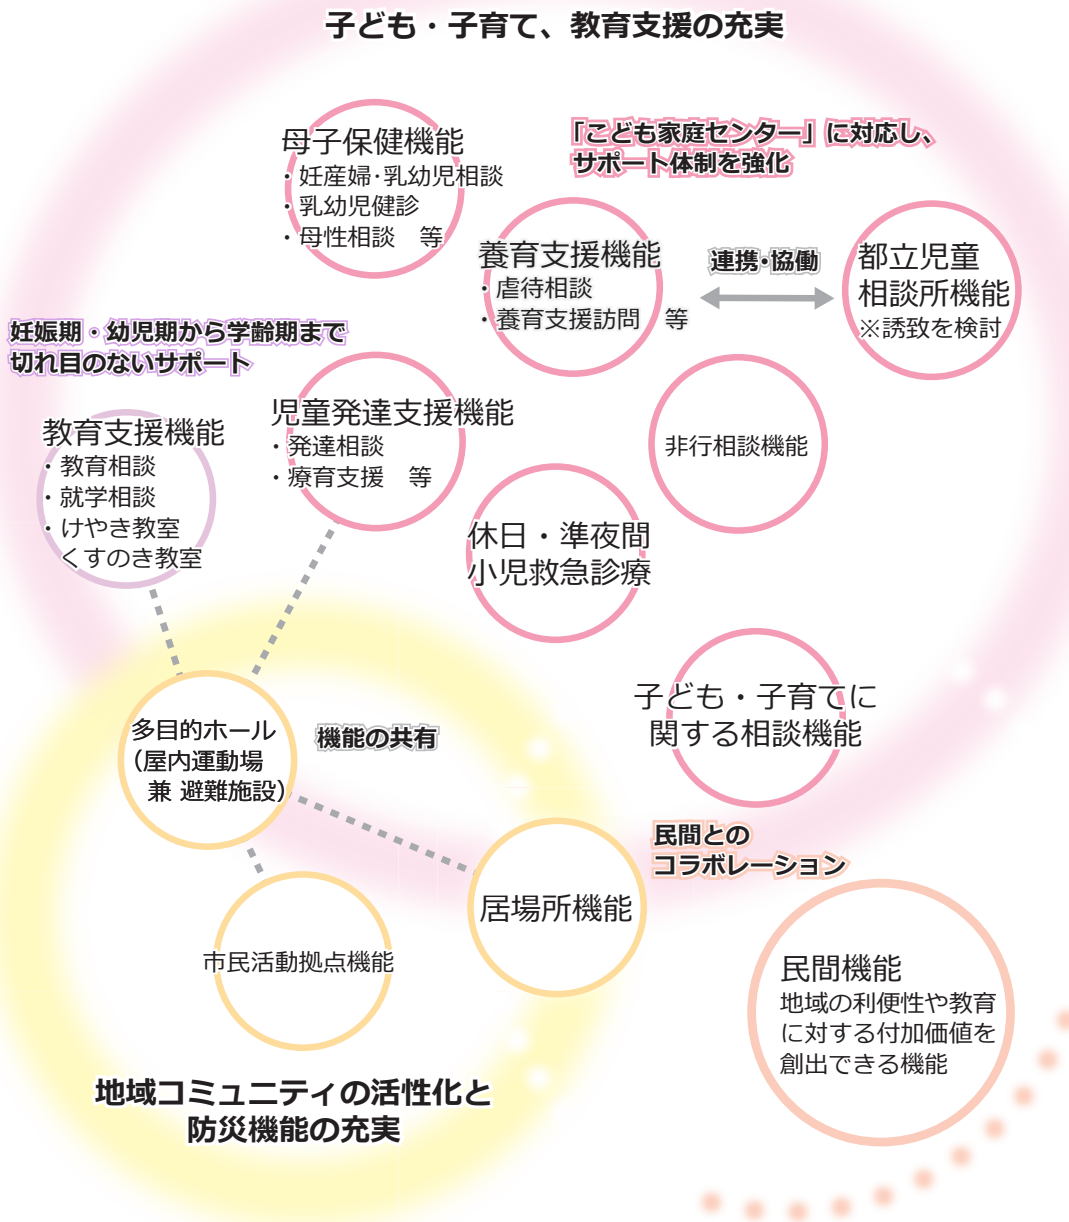 子ども・子育て、教育支援の充実
母子保健機能
・妊産婦・乳幼児相談
・乳幼児健診
・母性相談　等
「こども家庭センター」に対応し、
サポート体制を強化
養育支援機能
・虐待相談
・養育支援訪問　等
連携・協働
都立児童
相談所機能
※誘致を検討
妊娠期・幼児期から学齢期まで
切れ目のないサポート
教育支援機能
・教育相談
・就学相談
・けやき教室
くすのき教室
児童発達支援機能
・発達相談
・療育支援　等
非行相談機能
休日・準夜間
小児救急診療
子ども・子育てに
関する相談機能
多目的ホール
（屋内運動場
兼 避難施設）
機能の共有
民間との
コラボレーション
居場所機能
市民活動拠点機能
民間機能
地域の利便性や教育
に対する付加価値を
創出できる機能
地域コミュニティの活性化と
防災機能の充実